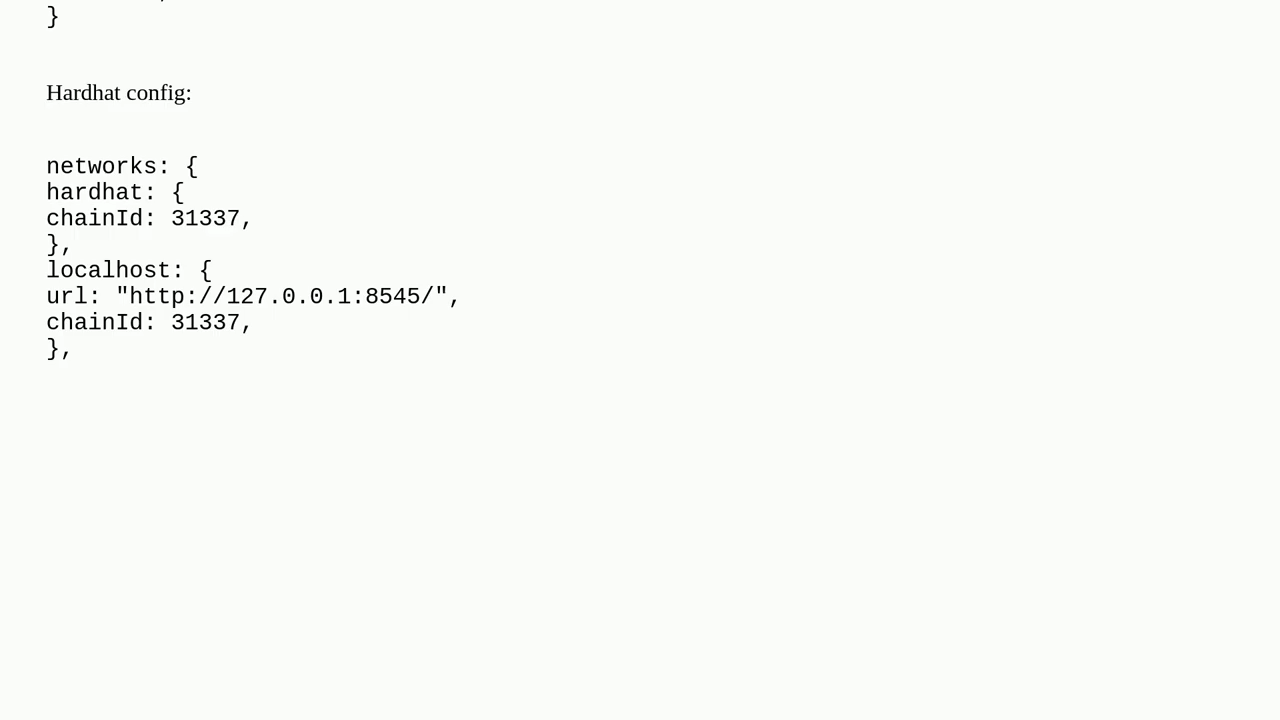 }
Hardhat config:
networks: {
hardhat: {
chainId: 31337,
},
localhost: {
url: "http://127.0.0.1:8545/",
chainId: 31337,
},